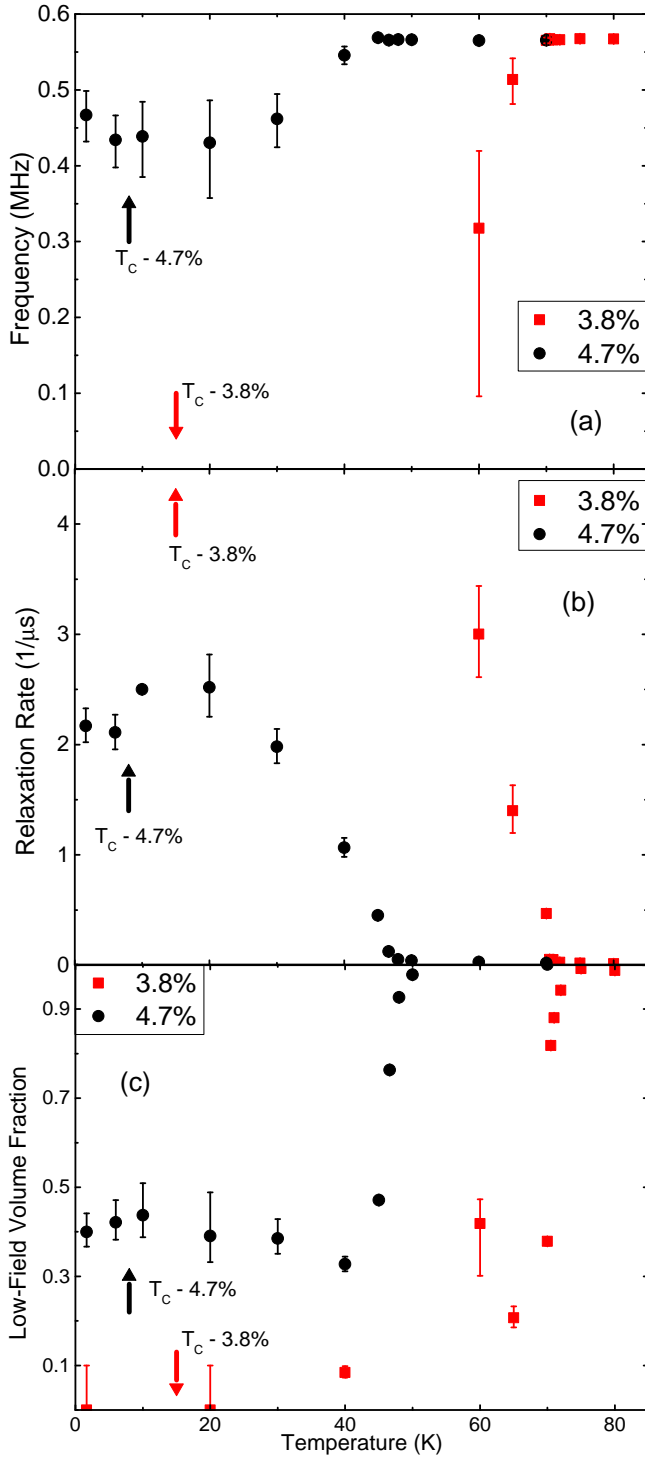 0.6
0.5
0.4
0.3
0.2
0.1
0.0
Frequency (MHz)
T_C - 4.7%
T_C - 3.8%
3.8%
4.7%
(a)
4
3
2
1
0
Relaxation Rate (1/μs)
T_C - 3.8%
T_C - 4.7%
3.8%
4.7%
(b)
0.9
0.7
0.5
0.3
0.1
Low-Field Volume Fraction
3.8%
4.7%
(c)
T_C - 4.7%
T_C - 3.8%
0 20 40 60 80
Temperature (K)